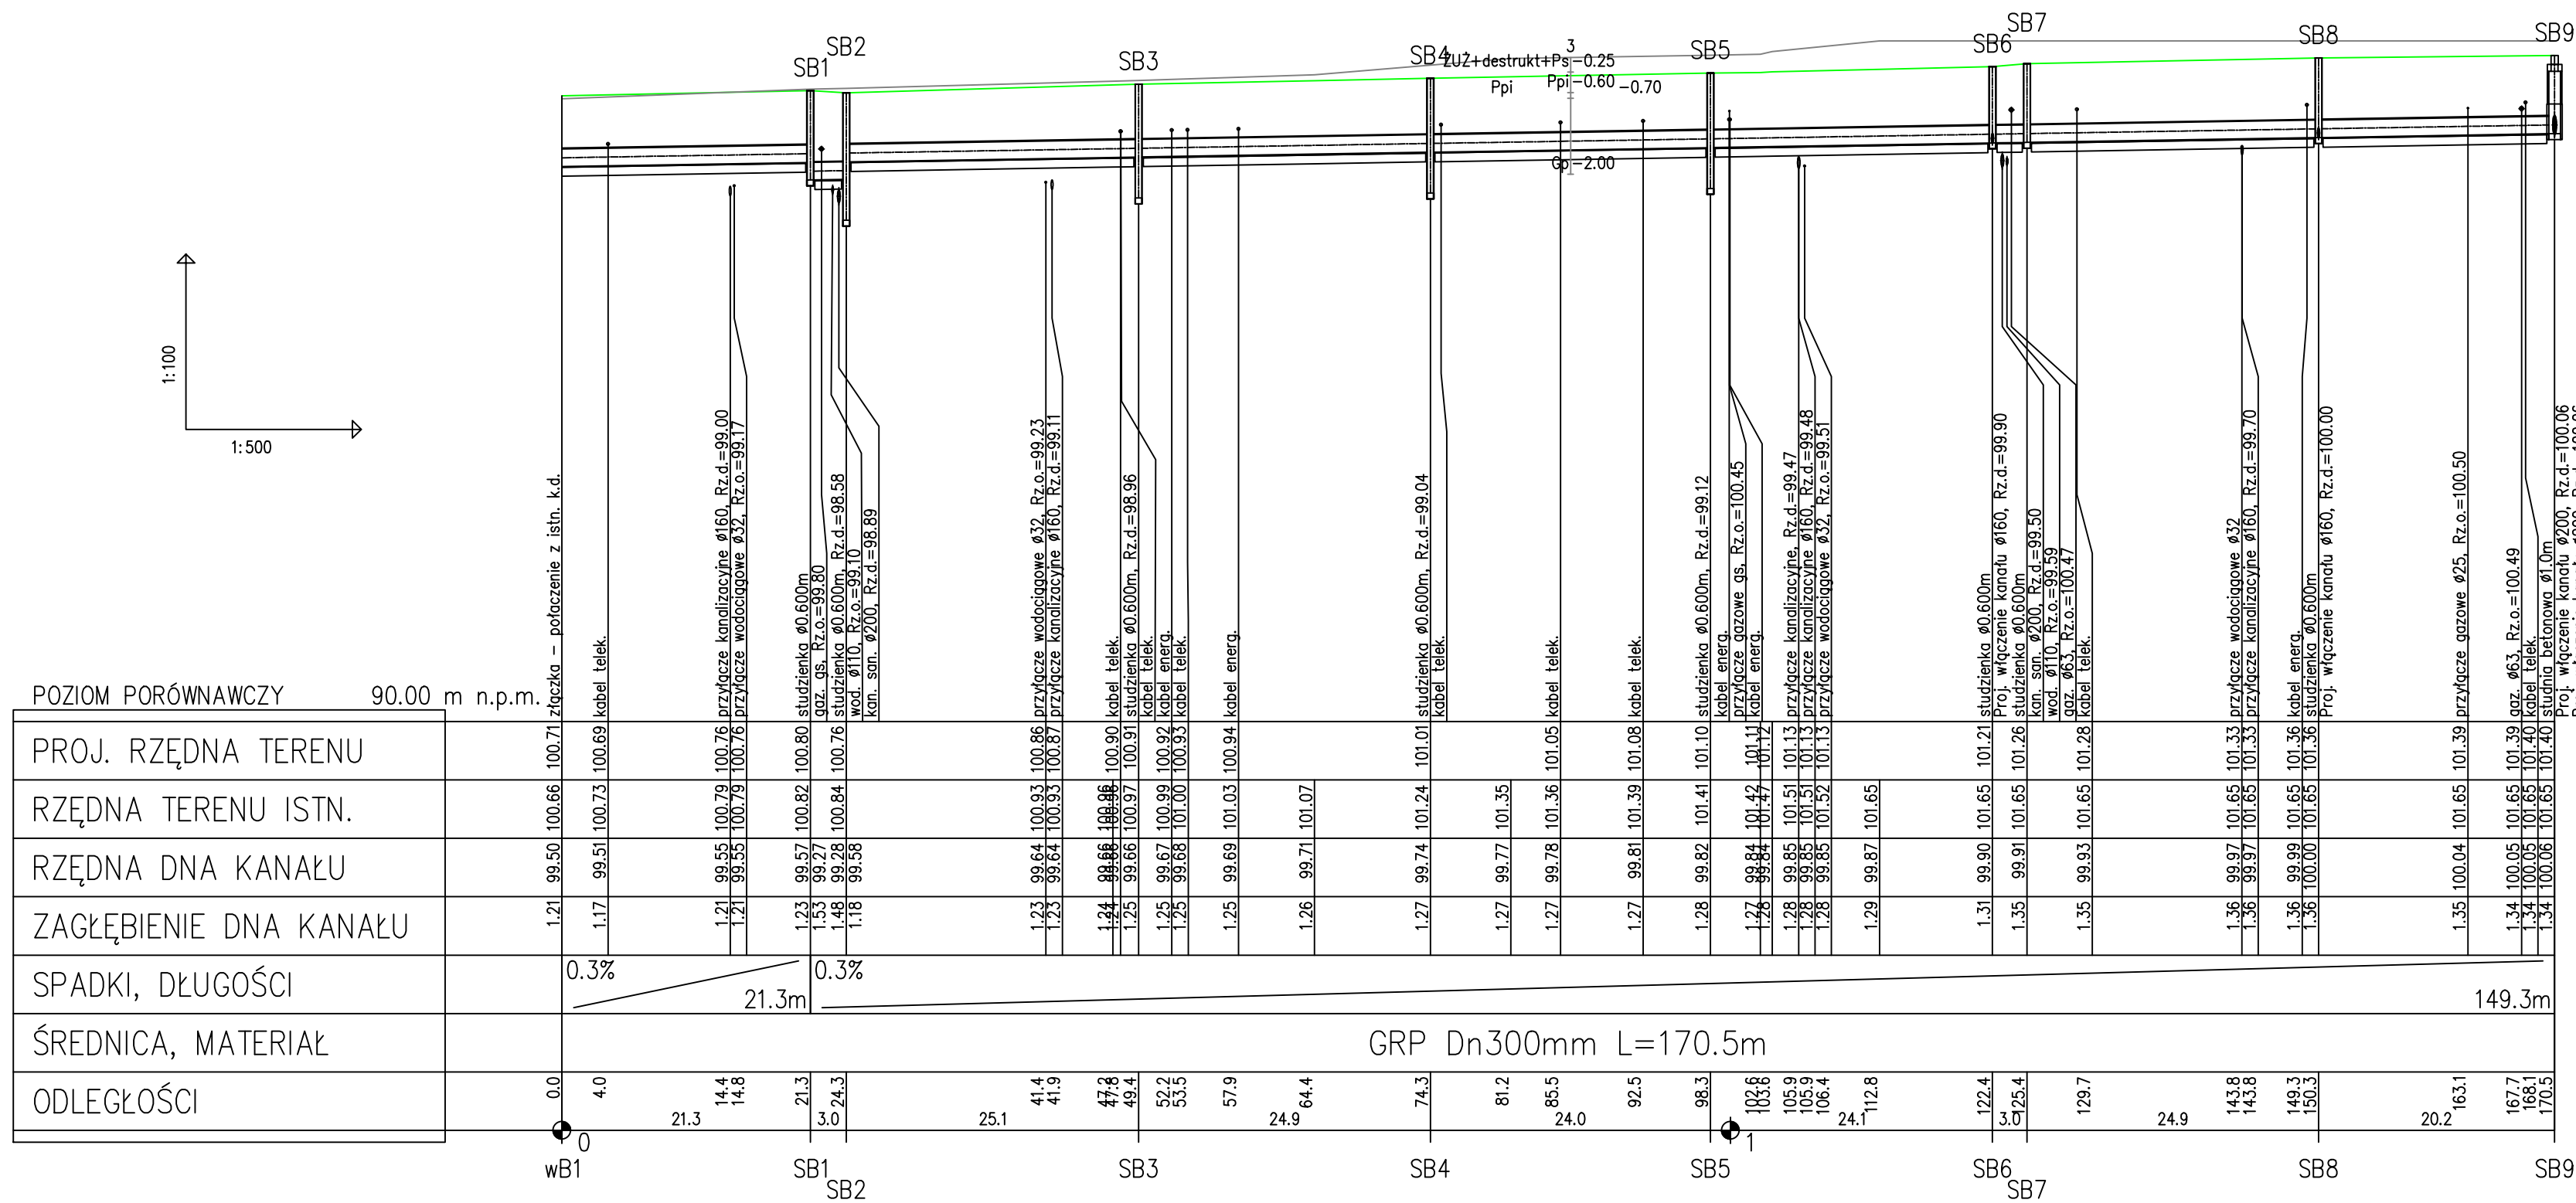 SB1
SB2
SB3
SB4
SB5
SB6
SB7
SB8
SB9
3
ŻUŻ+destrukt+Ps -0.25
Ppi
Ppi -0.60
-0.70
Gp -2.00
1:100
1:500
złączka - połączenie z istn. k.d.
kabel telek.
przyłącze kanalizacyjne ø160, Rz.d.=99.00
przyłącze wodociągowe ø32, Rz.o.=99.17
studzienka ø0.600m
gaz. gs, Rz.o.=99.80
studzienka ø0.600m, Rz.d.=98.58
wod. ø110, Rz.o.=99.10
kan. san. ø200, Rz.d.=98.89
przyłącze wodociągowe ø32, Rz.o.=99.23
przyłącze kanalizacyjne ø160, Rz.d.=99.11
kabel telek.
studzienka ø0.600m, Rz.d.=98.96
kabel telek.
kabel energ.
kabel telek.
kabel energ.
studzienka ø0.600m, Rz.d.=99.04
kabel telek.
kabel telek.
kabel telek.
studzienka ø0.600m, Rz.d.=99.12
kabel energ.
przyłącze gazowe gs, Rz.o.=100.45
kabel energ.
przyłącze kanalizacyjne, Rz.d.=99.47
przyłącze kanalizacyjne ø160, Rz.d.=99.48
przyłącze wodociągowe ø32, Rz.o.=99.51
studzienka ø0.600m
Proj. włączenie kanału ø160, Rz.d.=99.90
studzienka ø0.600m
kan. san. ø200, Rz.d.=99.50
wod. ø110, Rz.o.=99.59
gaz. ø63, Rz.o.=100.47
kabel telek.
przyłącze wodociągowe ø32
przyłącze kanalizacyjne ø160, Rz.d.=99.70
kabel energ.
studzienka ø0.600m
Proj. włączenie kanału ø160, Rz.d.=100.00
przyłącze gazowe ø25, Rz.o.=100.50
gaz. ø63, Rz.o.=100.49
kabel telek.
studnia betonowa ø1.0m
Proj. włączenie kanału ø200, Rz.d.=100.06
POZIOM PORÓWNAWCZY 90.00 m n.p.m.
PROJ. RZĘDNA TERENU 100.71 100.69 100.76 100.76 100.80 100.76 100.86 100.87 100.90 100.91 100.92 100.93 100.94 101.01 101.05 101.08 101.10 101.11 101.12 101.13 101.13 101.13 101.21 101.26 101.28 101.33 101.33 101.36 101.36 101.39 101.39 101.40 101.40
RZĘDNA TERENU ISTN. 100.66 100.73 100.79 100.79 100.82 100.84 100.93 100.93 100.96 100.97 100.99 101.00 101.03 101.07 101.24 101.35 101.36 101.39 101.41 101.42 101.47 101.51 101.51 101.52 101.65 101.65 101.65 101.65 101.65 101.65 101.65 101.65 101.65 101.65 101.65 101.65
RZĘDNA DNA KANAŁU 99.50 99.51 99.55 99.55 99.57 99.27 99.28 99.58 99.64 99.64 99.66 99.66 99.66 99.67 99.68 99.69 99.71 99.74 99.77 99.78 99.81 99.82 99.84 99.84 99.85 99.85 99.85 99.87 99.90 99.91 99.93 99.97 99.97 99.99 100.00 100.04 100.05 100.05 100.06
ZAGŁĘBIENIE DNA KANAŁU 1.21 1.17 1.21 1.21 1.23 1.53 1.48 1.18 1.23 1.23 1.24 1.24 1.25 1.25 1.25 1.25 1.26 1.27 1.27 1.27 1.27 1.28 1.27 1.28 1.28 1.28 1.28 1.29 1.31 1.35 1.35 1.36 1.36 1.36 1.36 1.35 1.34 1.34 1.34
SPADKI, DŁUGOŚCI 0.3% 21.3m 0.3% 149.3m
ŚREDNICA, MATERIAŁ GRP Dn300mm L=170.5m
ODLEGŁOŚCI 0.0 4.0 14.4 14.8 21.3 24.3 41.4 41.9 47.2 47.8 49.4 52.2 53.5 57.9 64.4 74.3 81.2 85.5 92.5 98.3 102.6 103.6 105.9 105.9 106.4 112.8 122.4 125.4 129.7 143.8 143.8 149.3 150.3 163.1 167.7 168.1 170.5
21.3 3.0 25.1 24.9 24.0 24.1 3.0 24.9 20.2
0 1
wB1 SB1 SB2 SB3 SB4 SB5 SB6 SB7 SB8 SB9